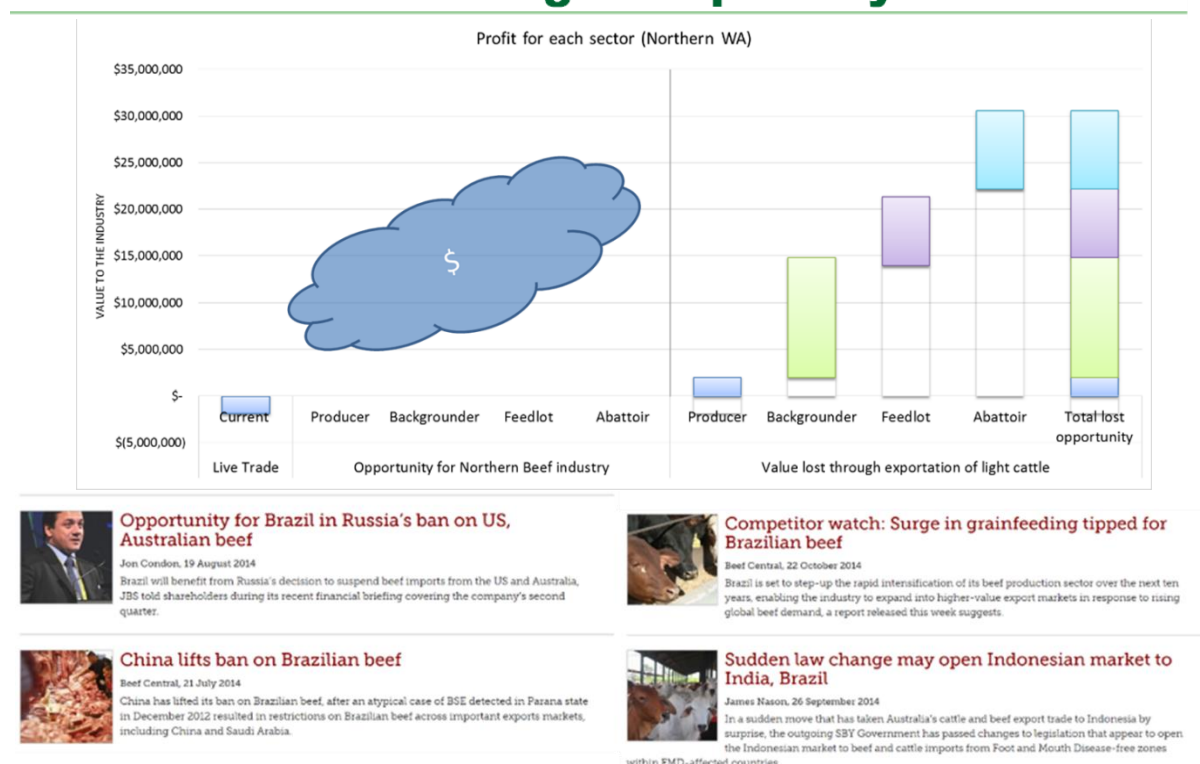 Profit for each sector (Northern WA)
$35,000,000
$30,000,000
$25,000,000
$20,000,000
$15,000,000
$10,000,000
$5,000,000
$-
$(5,000,000)
VALUE TO THE INDUSTRY
$
Current
Producer
Backgrounder
Feedlot
Abattoir
Producer
Backgrounder
Feedlot
Abattoir
Total lost
opportunity
Live Trade
Opportunity for Northern Beef industry
Value lost through exportation of light cattle
Opportunity for Brazil in Russia's ban on US,
Australian beef
Jon Condon, 19 August 2014
Brazil will benefit from Russia's decision to suspend beef imports from the US and Australia,
JBS told shareholders during its recent financial briefing covering the company's second
quarter.
Competitor watch: Surge in grainfeeding tipped for
Brazilian beef
Beef Central, 22 October 2014
Brazil is set to step-up the rapid intensification of its beef production sector over the next ten
years, enabling the industry to expand into higher-value export markets in response to rising
global beef demand, a report released this week suggests.
China lifts ban on Brazilian beef
Beef Central, 21 July 2014
China has lifted its ban on Brazilian beef, after an atypical case of BSE detected in Parana state
in December 2012 resulted in restrictions on Brazilian beef across important exports markets,
including China and Saudi Arabia.
Sudden law change may open Indonesian market to
India, Brazil
James Nason, 26 September 2014
In a sudden move that has taken Australia's cattle and beef export trade to Indonesia by
surprise, the outgoing SBY Government has passed changes to legislation that appear to open
the Indonesian market to beef and cattle imports from Foot and Mouth Disease-free zones
within FMD-affected countries